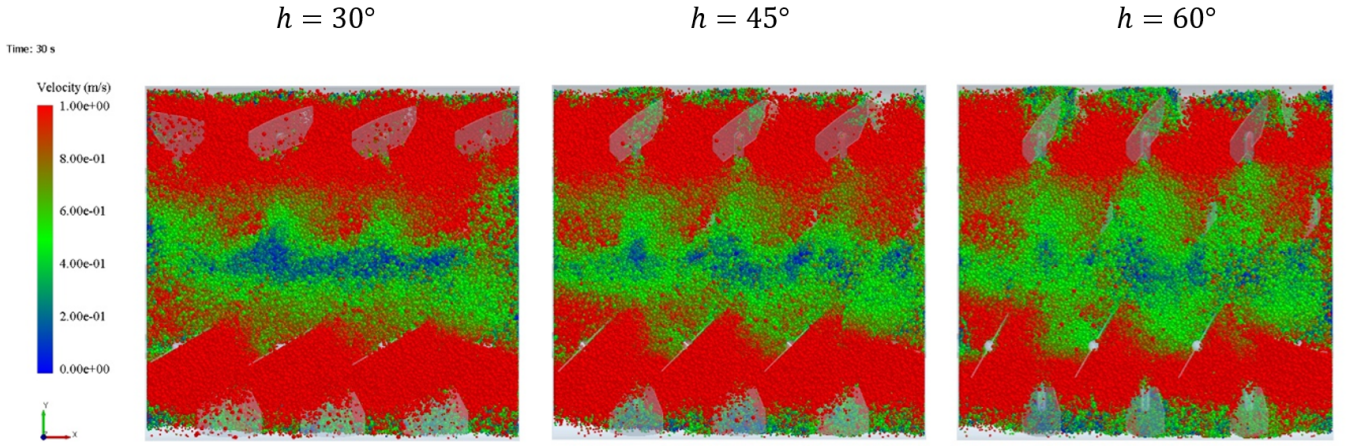 h = 30°
h = 45°
h = 60°
Time: 30 s
Velocity (m/s)
1.00e+00
8.00e-01
6.00e-01
4.00e-01
2.00e-01
0.00e+00
Y
X